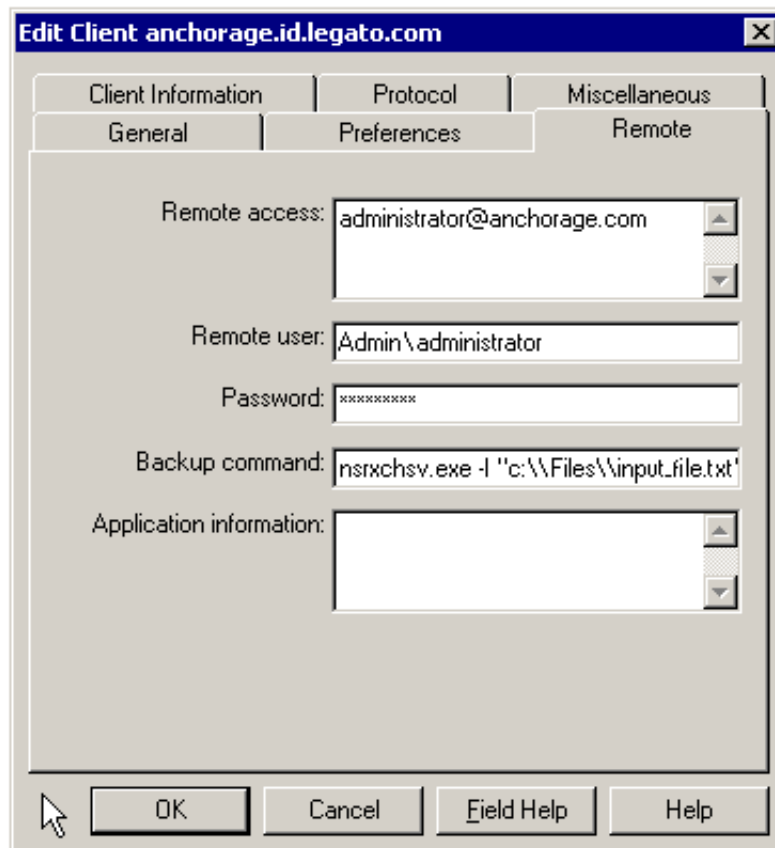 Edit Client anchorage.id.legato.com
Client Information Protocol Miscellaneous
General Preferences Remote
Remote access: administrator@anchorage.com
Remote user: Admin\administrator
Password: *********
Backup command: nsrxchsv.exe -I "c:\\Files\\input_file.txt"
Application information:
OK Cancel Field Help Help